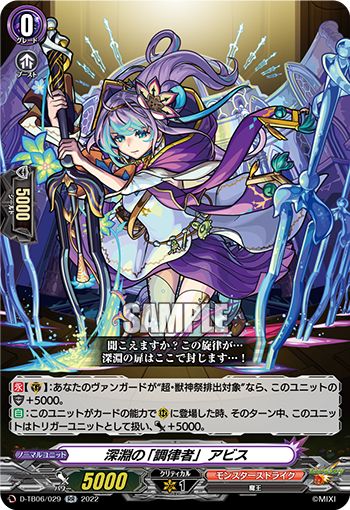 0
グレード
ブースト
5000
シールド
SAMPLE
聞こえますか？この旋律が…
深淵の扉はここで封じます…！
永【】:あなたのヴァンガードが"超・獣神祭排出対象"なら、このユニットの
+5000。
自:このユニットがカードの能力で に登場した時、そのターン中、このユニッ
トはトリガーユニットとして扱い、 +5000。
ノーマルユニット
深淵の「調律者」 アビス
D-TB06/029 RR 2022
パワー
5000
クリティカル
1
モンスターストライク
魔王
©MIXI